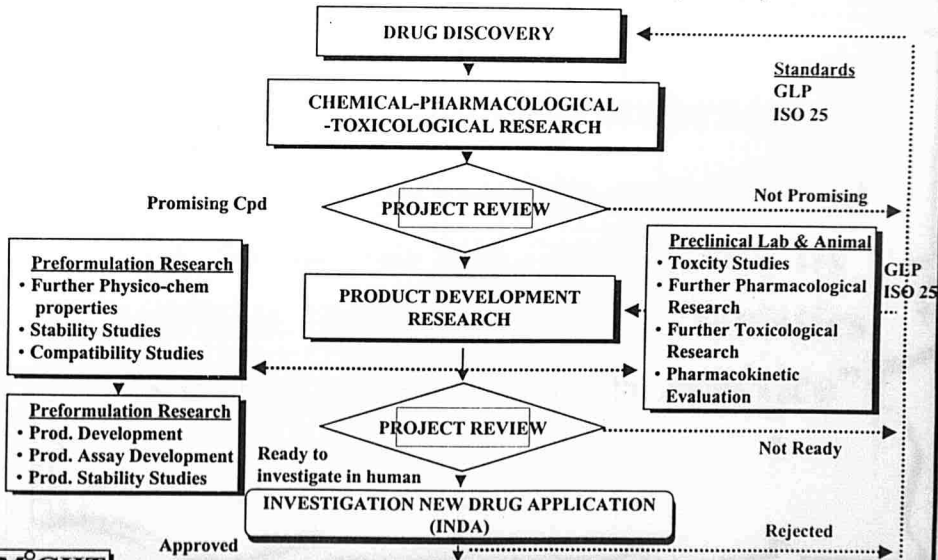 DRUG DISCOVERY
Standards
GLP
ISO 25
CHEMICAL-PHARMACOLOGICAL
-TOXICOLOGICAL RESEARCH
Promising Cpd
PROJECT REVIEW
Not Promising
Preformulation Research
• Further Physico-chem
properties
• Stability Studies
• Compatibility Studies
PRODUCT DEVELOPMENT
RESEARCH
Preclinical Lab & Animal
• Toxcity Studies
• Further Pharmacological
Research
• Further Toxicological
Research
• Pharmacokinetic
Evaluation
GLP
ISO 25
Preformulation Research
• Prod. Development
• Prod. Assay Development
• Prod. Stability Studies
PROJECT REVIEW
Not Ready
Ready to
investigate in human
INVESTIGATION NEW DRUG APPLICATION
(INDA)
Approved
Rejected